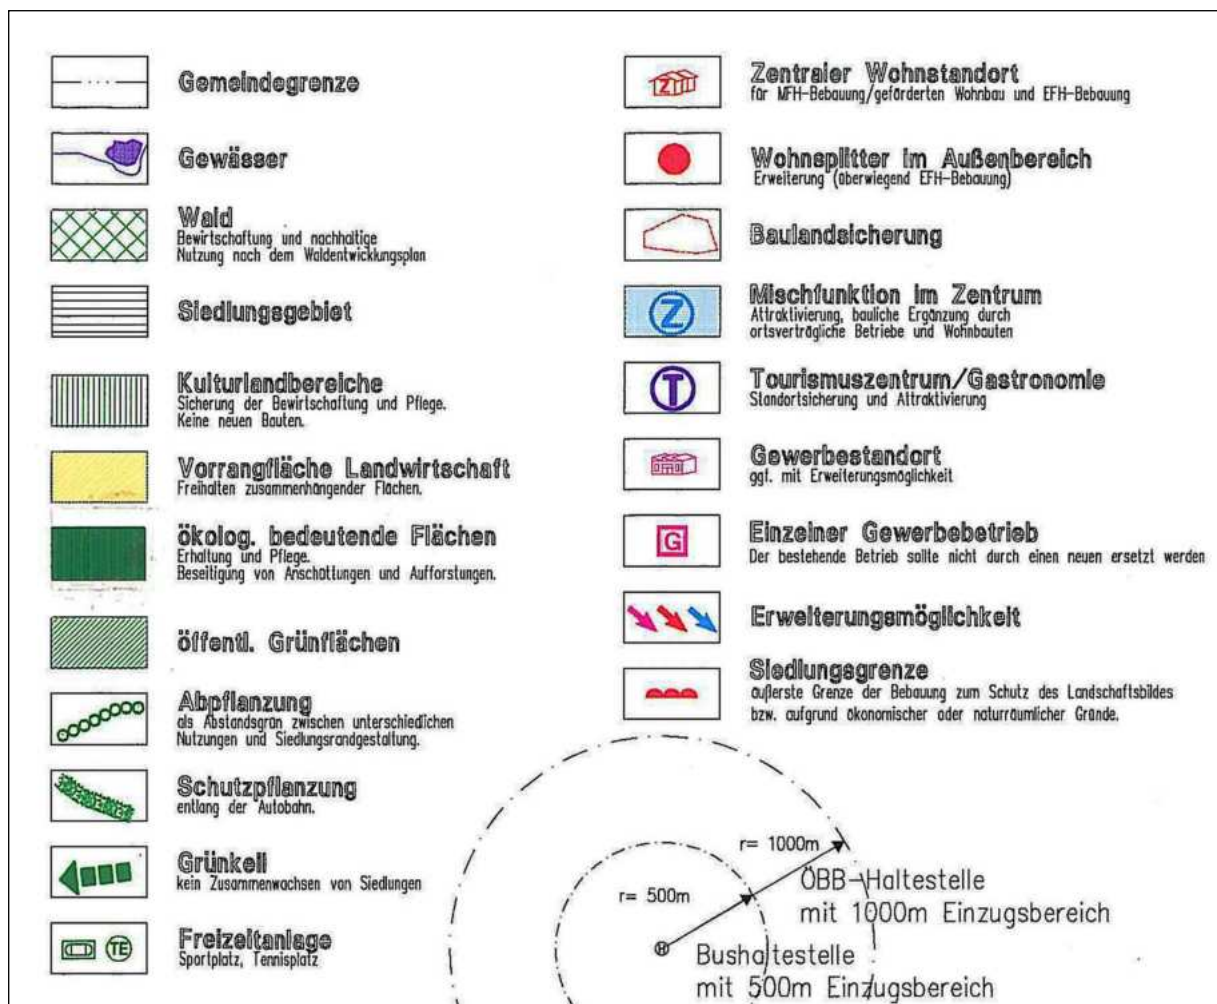 Gemeindegrenze
Gewässer
Wald
Bewirtschaftung und nachhaltige
Nutzung nach dem Waldentwicklungsplan
Siedlungsgebiet
Kulturlandbereiche
Sicherung der Bewirtschaftung und Pflege.
Keine neuen Bauten.
Vorrangfläche Landwirtschaft
Freihalten zusammenhängender Flächen.
ökolog. bedeutende Flächen
Erhaltung und Pflege.
Beseitigung von Anschüttungen und Aufforstungen.
öffentl. Grünflächen
Abpflanzung
als Abstandsgrün zwischen unterschiedlichen
Nutzungen und Siedlungsrandgestaltung.
Schutzpflanzung
entlang der Autobahn.
Grünkeil
kein Zusammenwachsen von Siedlungen
TE
Freizeitanlage
Sportplatz, Tennisplatz
Z
Zentraler Wohnstandort
für MFH-Bebauung/geförderten Wohnbau und EFH-Bebauung
Wohnsplitter im Außenbereich
Erweiterung (überwiegend EFH-Bebauung)
Baulandsicherung
Z
Mischfunktion im Zentrum
Attraktivierung, bauliche Ergänzung durch
ortsverträgliche Betriebe und Wohnbauten
T
Tourismuszentrum/Gastronomie
Standortsicherung und Attraktivierung
Gewerbestandort
ggf. mit Erweiterungsmöglichkeit
G
Einzelner Gewerbebetrieb
Der bestehende Betrieb sollte nicht durch einen neuen ersetzt werden
Erweiterungsmöglichkeit
Siedlungsgrenze
äußerste Grenze der Bebauung zum Schutz des Landschaftsbildes
bzw. aufgrund ökonomischer oder naturräumlicher Gründe.
r= 1000m
r= 500m
ÖBB-Haltestelle
mit 1000m Einzugsbereich
H
Bushaltestelle
mit 500m Einzugsbereich